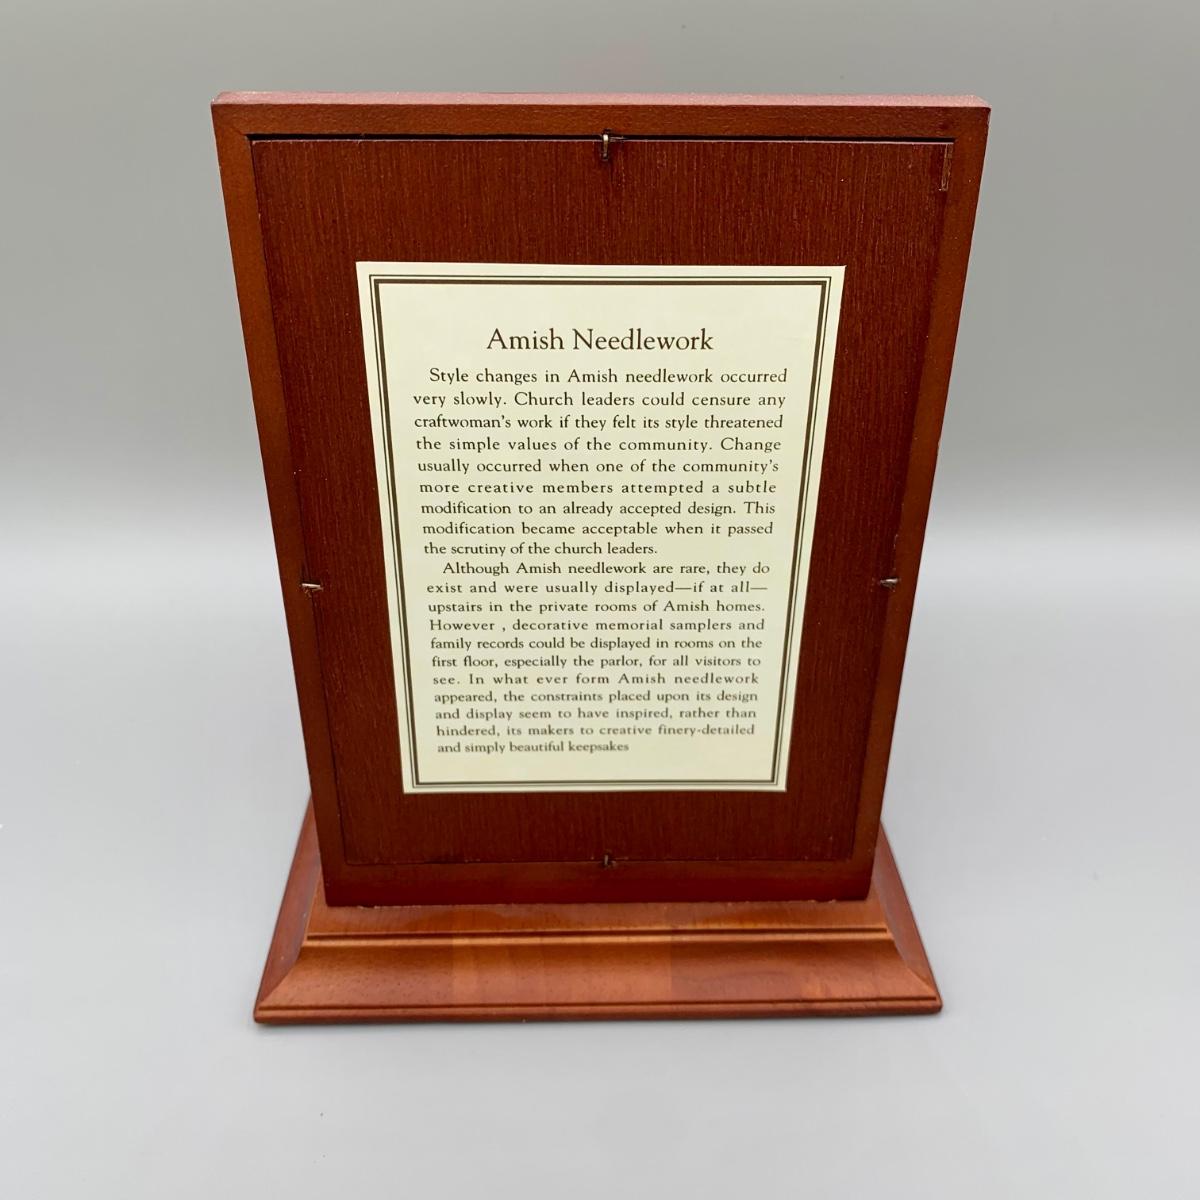 Amish Needlework
Style changes in Amish needlework occurred
very slowly. Church leaders could censure any
craftwoman's work if they felt its style threatened
the simple values of the community. Change
usually occurred when one of the community's
more creative members attempted a subtle
modification to an already accepted design. This
modification became acceptable when it passed
the scrutiny of the church leaders.
Although Amish needlework are rare, they do
exist and were usually displayed—if at all—
upstairs in the private rooms of Amish homes.
However , decorative memorial samplers and
family records could be displayed in rooms on the
first floor, especially the parlor, for all visitors to
see. In what ever form Amish needlework
appeared, the constraints placed upon its design
and display seem to have inspired, rather than
hindered, its makers to creative finery-detailed
and simply beautiful keepsakes